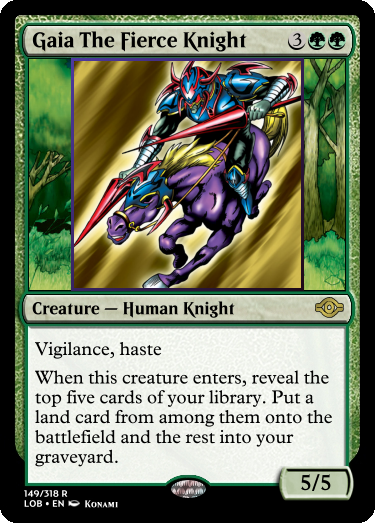 Gaia The Fierce Knight 3
Creature — Human Knight
Vigilance, haste
When this creature enters, reveal the
top five cards of your library. Put a
land card from among them onto the
battlefield and the rest into your
graveyard.
149/318 R
LOB • EN Konami
5/5